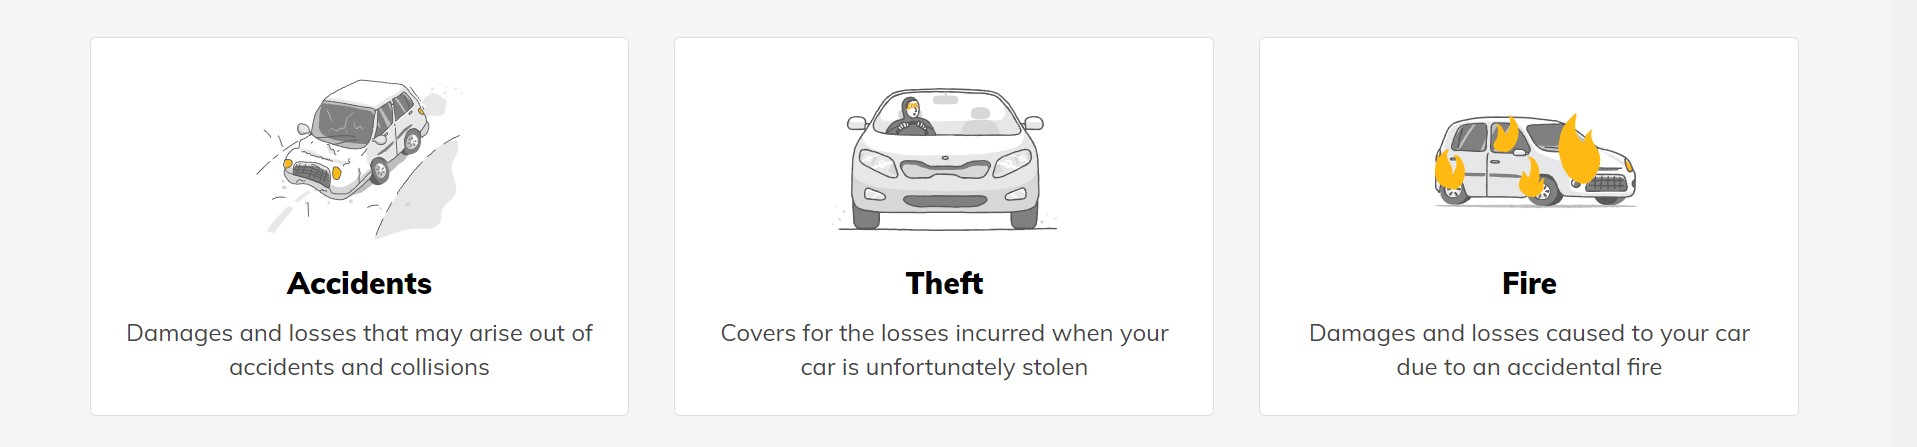 Accidents
Damages and losses that may arise out of
accidents and collisions
Theft
Covers for the losses incurred when your
car is unfortunately stolen
Fire
Damages and losses caused to your car
due to an accidental fire